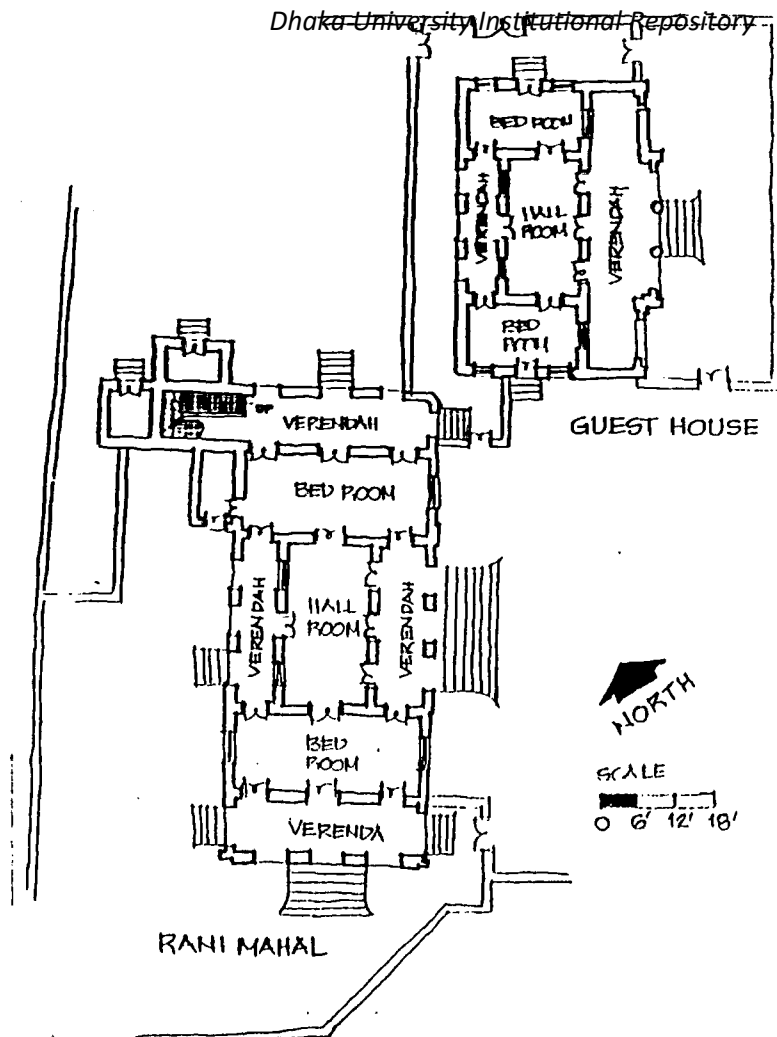 Dhaka University Institutional Repository
BED ROOM
VERENDAH
HALL
ROOM
VERENDAH
BED
ROOM
GUEST HOUSE
UP
VERENDAH
BED ROOM
VERENDAH
HALL
ROOM
VERENDAH
BED
ROOM
VERENDA
RANI MAHAL
NORTH
SCALE
0 6' 12' 18'